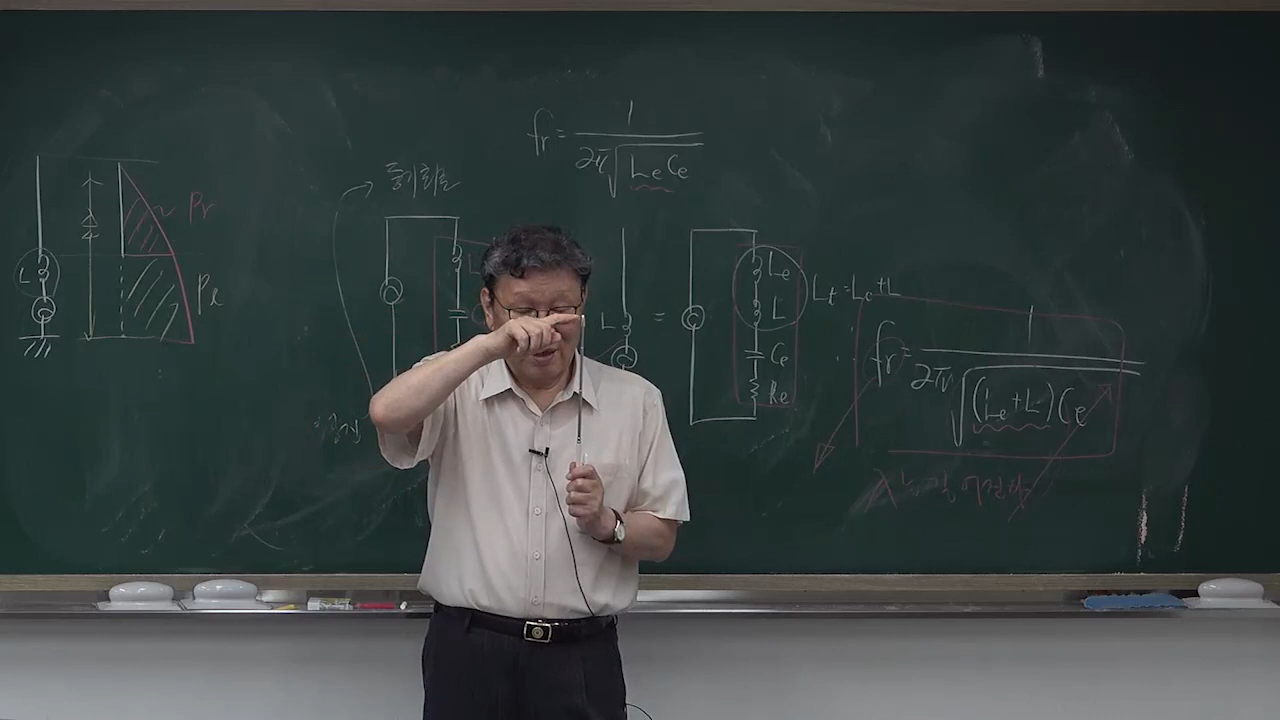 fr = 1 / 2π√LeCe
등가회로
Pr
λ/4
L
Pe
L
L
=
Le
L
Ce
Re
Lt = Le+L
fr = 1 / 2π√(Le+L)Ce